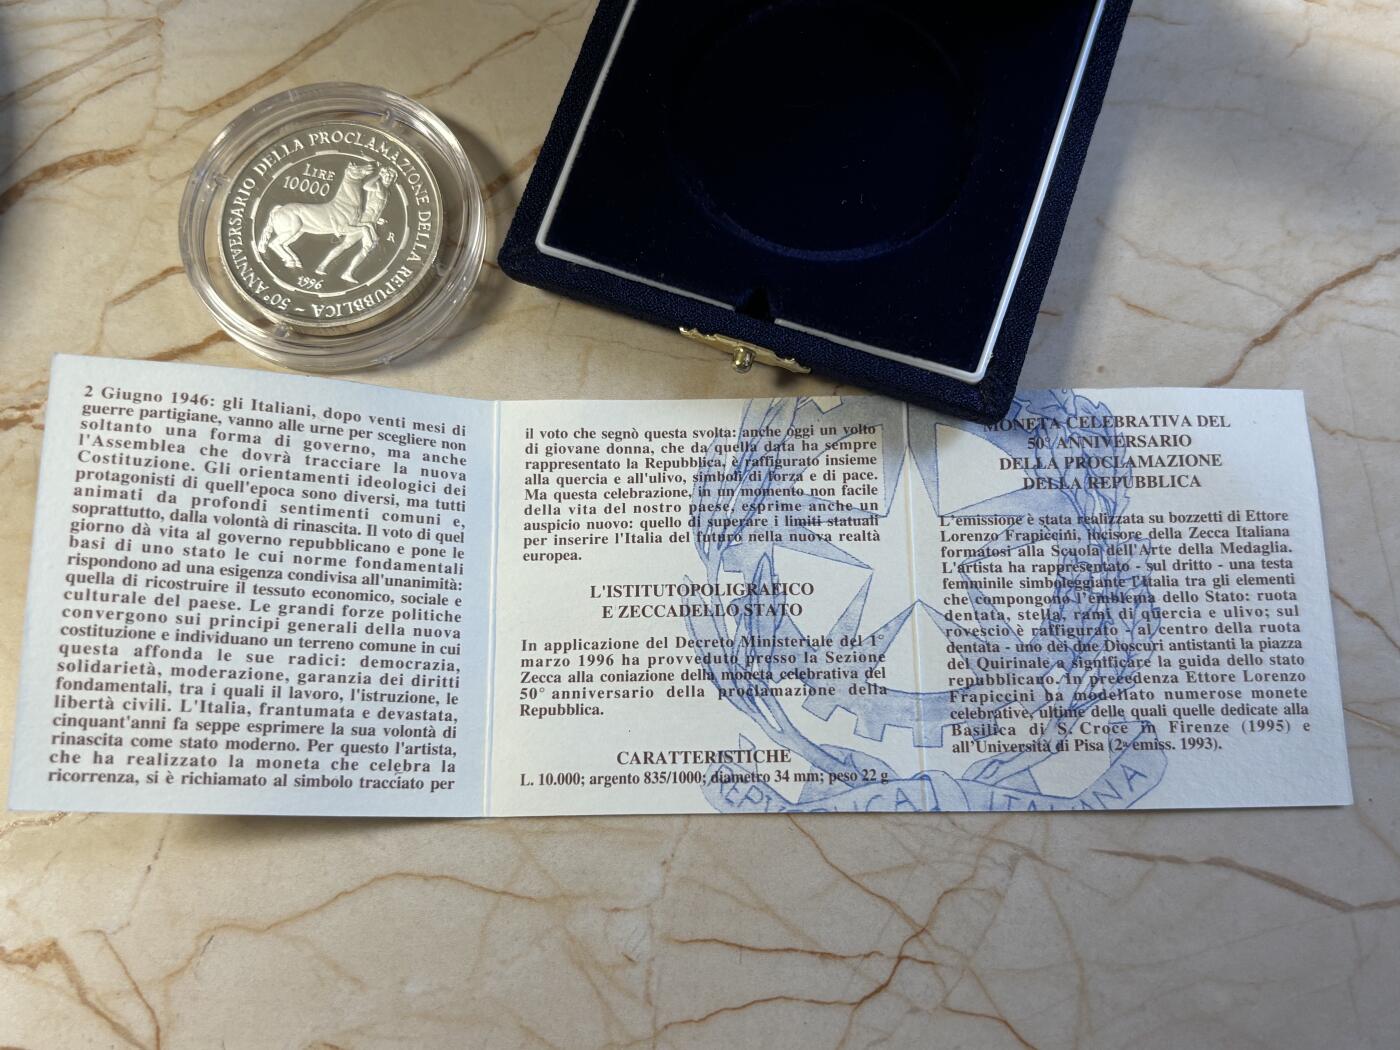 50° ANNIVERSARIO DELLA PROCLAMAZIONE DELLA REPUBBLICA ~
LIRE
10000
R
1996
2 Giugno 1946: gli Italiani, dopo venti mesi di
guerre partigiane, vanno alle urne per scegliere non
soltanto una forma di governo, ma anche
l'Assemblea che dovrà tracciare la nuova
Costituzione. Gli orientamenti ideologici dei
protagonisti di quell'epoca sono diversi, ma tutti
animati da profondi sentimenti comuni e,
soprattutto, dalla volontà di rinascita. Il voto di quel
giorno dà vita al governo repubblicano e pone le
basi di uno stato le cui norme fondamentali
rispondono ad una esigenza condivisa all'unanimità:
quella di ricostruire il tessuto economico, sociale e
culturale del paese. Le grandi forze politiche
convergono sui principi generali della nuova
costituzione e individuano un terreno comune in cui
questa affonda le sue radici: democrazia,
solidarietà, moderazione, garanzia dei diritti
fondamentali, tra i quali il lavoro, l'istruzione, le
libertà civili. L'Italia, frantumata e devastata,
cinquant'anni fa seppe esprimere la sua volontà di
rinascita come stato moderno. Per questo l'artista,
che ha realizzato la moneta che celebra la
ricorrenza, si è richiamato al simbolo tracciato per
il voto che segnò questa svolta: anche oggi un volto
di giovane donna, che da quella data ha sempre
rappresentato la Repubblica, è raffigurato insieme
alla quercia e all'ulivo, simboli di forza e di pace.
Ma questa celebrazione, in un momento non facile
della vita del nostro paese, esprime anche un
auspicio nuovo: quello di superare i limiti statuali
per inserire l'Italia del futuro nella nuova realtà
europea.
L'ISTITUTOPOLIGRAFICO
E ZECCADELLO STATO
In applicazione del Decreto Ministeriale del 1°
marzo 1996 ha provveduto presso la Sezione
Zecca alla coniazione della moneta celebrativa del
50° anniversario della proclamazione della
Repubblica.
CARATTERISTICHE
L. 10.000; argento 835/1000; diametro 34 mm; peso 22 g
MONETA CELEBRATIVA DEL
50° ANNIVERSARIO
DELLA PROCLAMAZIONE
DELLA REPUBBLICA
L'emissione è stata realizzata su bozzetti di Ettore
Lorenzo Frapiccini, incisore della Zecca Italiana
formatosi alla Scuola dell'Arte della Medaglia.
L'artista ha rappresentato - sul dritto - una testa
femminile simboleggiante l'Italia tra gli elementi
che compongono l'emblema dello Stato: ruota
dentata, stella, rami di quercia e ulivo; sul
rovescio è raffigurato - al centro della ruota
dentata - uno dei due Dioscuri antistanti la piazza
del Quirinale a significare la guida dello stato
repubblicano. In precedenza Ettore Lorenzo
Frapiccini ha modellato numerose monete
celebrative, ultime delle quali quelle dedicate alla
Basilica di S. Croce in Firenze (1995) e
all'Università di Pisa (2ª emiss. 1993).
REPVBBLICA ITALIANA